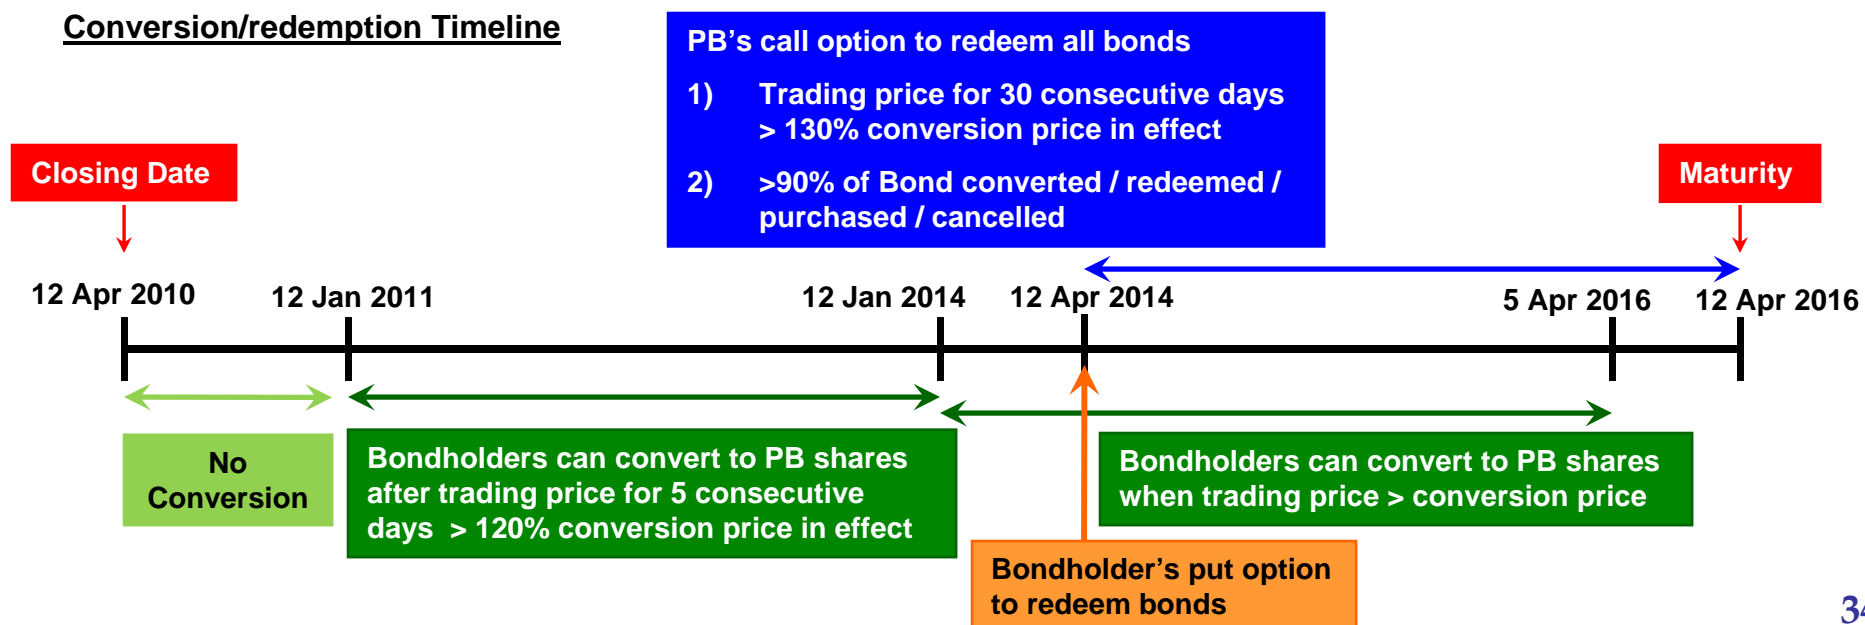 Conversion/redemption Timeline
PB's call option to redeem all bonds
1) Trading price for 30 consecutive days
> 130% conversion price in effect
2) >90% of Bond converted / redeemed /
purchased / cancelled
Closing Date
Maturity
12 Apr 2010
12 Jan 2011
12 Jan 2014
12 Apr 2014
5 Apr 2016
12 Apr 2016
No
Conversion
Bondholders can convert to PB shares
after trading price for 5 consecutive
days > 120% conversion price in effect
Bondholders can convert to PB shares
when trading price > conversion price
Bondholder's put option
to redeem bonds
34